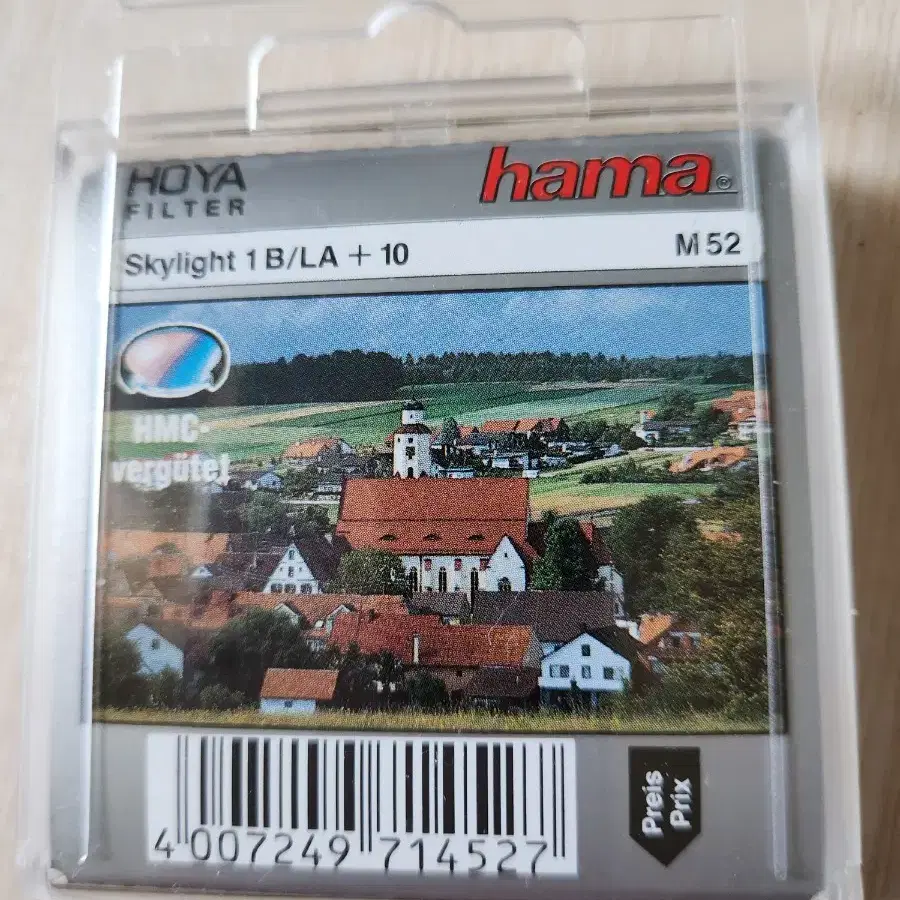 HOYA
FILTER
hama®
Skylight 1 B/LA + 10
M 52
HMC-
vergütet
4 007249 714527
Preis
Prix